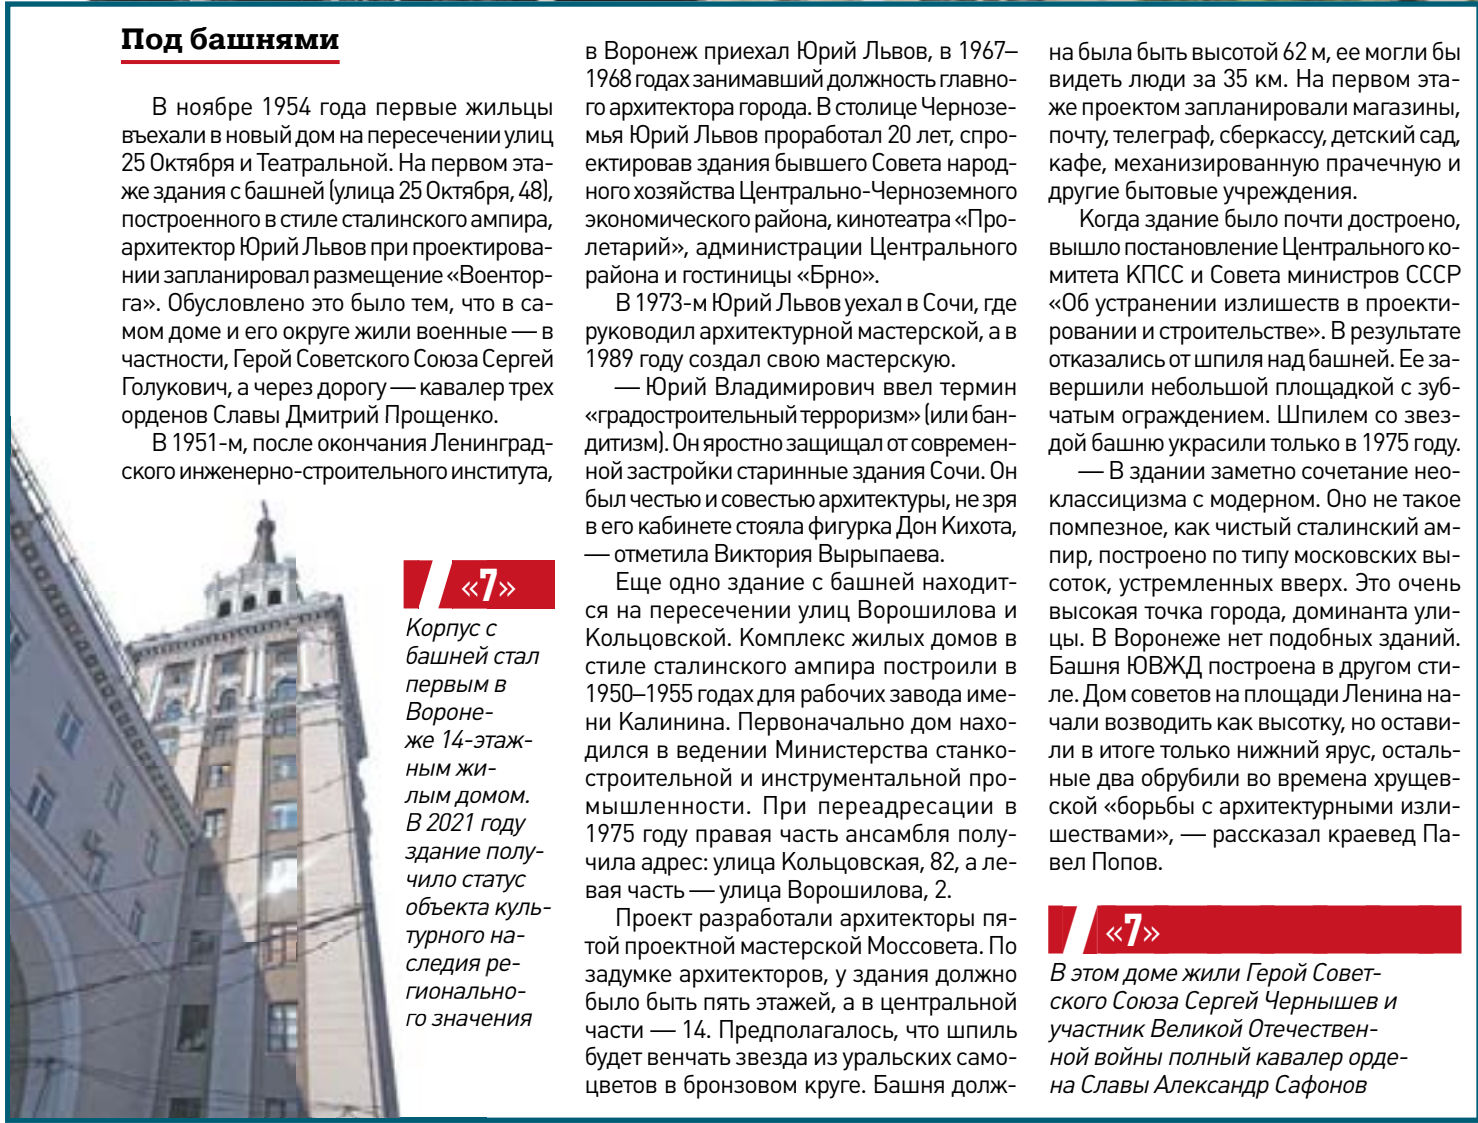 Под башнями
В ноябре 1954 года первые жильцы
въехали в новый дом на пересечении улиц
25 Октября и Театральной. На первом эта-
же здания с башней (улица 25 Октября, 48),
построенного в стиле сталинского ампира,
архитектор Юрий Львов при проектирова-
нии запланировал размещение «Воентор-
га». Обусловлено это было тем, что в са-
мом доме и его округе жили военные — в
частности, Герой Советского Союза Сергей
Голукович, а через дорогу — кавалер трех
орденов Славы Дмитрий Прощенко.
В 1951-м, после окончания Ленинград-
ского инженерно-строительного института,
в Воронеж приехал Юрий Львов, в 1967–
1968 годах занимавший должность главно-
го архитектора города. В столице Чернозе-
мья Юрий Львов проработал 20 лет, спро-
ектировав здания бывшего Совета народ-
ного хозяйства Центрально-Черноземного
экономического района, кинотеатра «Про-
летарий», администрации Центрального
района и гостиницы «Брно».
В 1973-м Юрий Львов уехал в Сочи, где
руководил архитектурной мастерской, а в
1989 году создал свою мастерскую.
— Юрий Владимирович ввел термин
«градостроительный терроризм» (или бан-
дитизм). Он яростно защищал от современ-
ной застройки старинные здания Сочи. Он
был честью и совестью архитектуры, не зря
в его кабинете стояла фигурка Дон Кихота,
— отметила Виктория Вырыпаева.
Еще одно здание с башней находит-
ся на пересечении улиц Ворошилова и
Кольцовской. Комплекс жилых домов в
стиле сталинского ампира построили в
1950–1955 годах для рабочих завода име-
ни Калинина. Первоначально дом нахо-
дился в ведении Министерства станко-
строительной и инструментальной про-
мышленности. При переадресации в
1975 году правая часть ансамбля полу-
чила адрес: улица Кольцовская, 82, а ле-
вая часть — улица Ворошилова, 2.
Проект разработали архитекторы пя-
той проектной мастерской Моссовета. По
задумке архитекторов, у здания должно
было быть пять этажей, а в центральной
части — 14. Предполагалось, что шпиль
будет венчать звезда из уральских само-
цветов в бронзовом круге. Башня долж-
на была быть высотой 62 м, ее могли бы
видеть люди за 35 км. На первом эта-
же проектом запланировали магазины,
почту, телеграф, сберкассу, детский сад,
кафе, механизированную прачечную и
другие бытовые учреждения.
Когда здание было почти достроено,
вышло постановление Центрального ко-
митета КПСС и Совета министров СССР
«Об устранении излишеств в проекти-
ровании и строительстве». В результате
отказались от шпиля над башней. Ее за-
вершили небольшой площадкой с зуб-
чатым ограждением. Шпилем со звез-
дой башню украсили только в 1975 году.
— В здании заметно сочетание нео-
классицизма с модерном. Оно не такое
помпезное, как чистый сталинский ам-
пир, построено по типу московских вы-
соток, устремленных вверх. Это очень
высокая точка города, доминанта ули-
цы. В Воронеже нет подобных зданий.
Башня ЮВЖД построена в другом сти-
ле. Дом советов на площади Ленина на-
чали возводить как высотку, но остави-
ли в итоге только нижний ярус, осталь-
ные два обрубили во времена хрущев-
ской «борьбы с архитектурными изли-
шествами», — рассказал краевед Па-
вел Попов.
«7»
Корпус с
башней стал
первым в
Вороне-
же 14-этаж-
ным жи-
лым домом.
В 2021 году
здание полу-
чило статус
объекта куль-
турного на-
следия ре-
гионально-
го значения
«7»
В этом доме жили Герой Совет-
ского Союза Сергей Чернышев и
участник Великой Отечествен-
ной войны полный кавалер орде-
на Славы Александр Сафонов